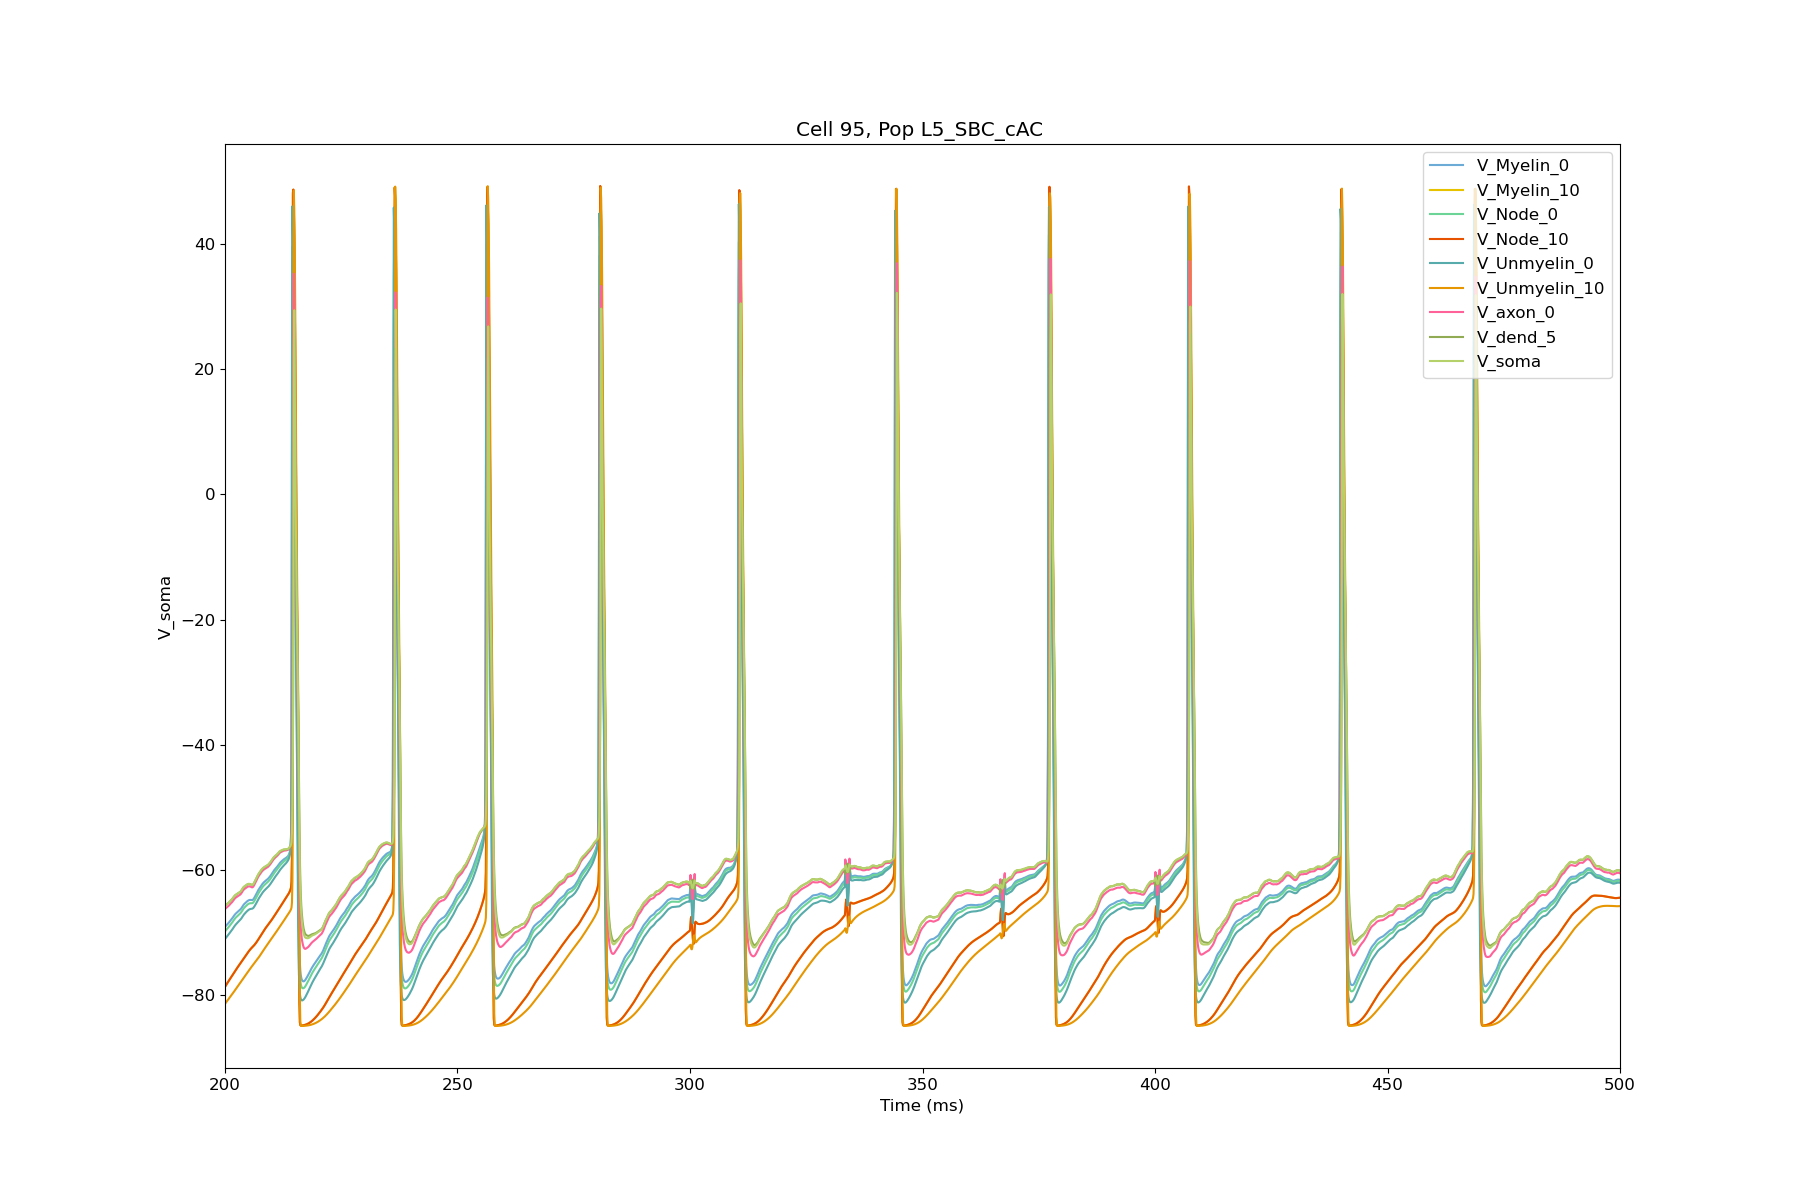 Cell 95, Pop L5_SBC_cAC
V_Myelin_0
V_Myelin_10
V_Node_0
V_Node_10
V_Unmyelin_0
V_Unmyelin_10
V_axon_0
V_dend_5
V_soma
40
20
0
−20
−40
−60
−80
V_soma
200 250 300 350 400 450 500
Time (ms)